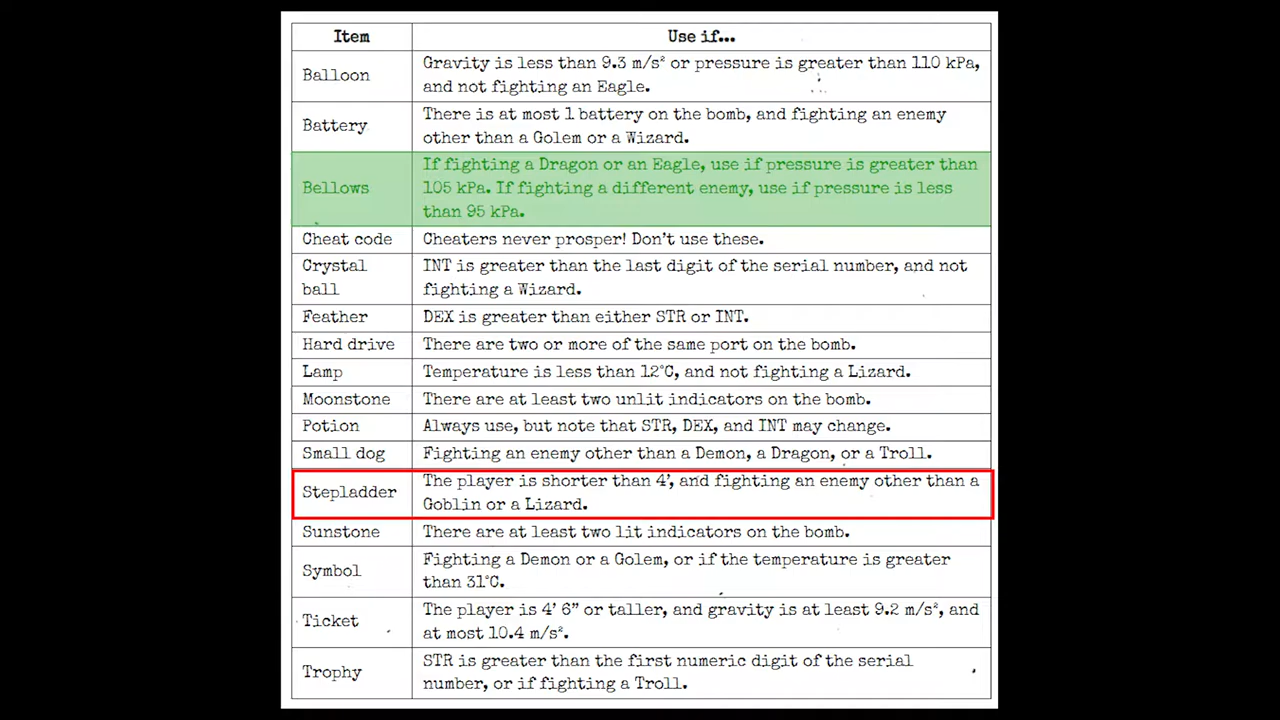 Item Use if...
Balloon
Gravity is less than 9.3 m/s² or pressure is greater than 110 kPa,
and not fighting an Eagle.
Battery
There is at most 1 battery on the bomb, and fighting an enemy
other than a Golem or a Wizard.
Bellows
If fighting a Dragon or an Eagle, use if pressure is greater than
105 kPa. If fighting a different enemy, use if pressure is less
than 95 kPa.
Cheat code Cheaters never prosper! Don't use these.
Crystal
ball
INT is greater than the last digit of the serial number, and not
fighting a Wizard.
Feather DEX is greater than either STR or INT.
Hard drive There are two or more of the same port on the bomb.
Lamp Temperature is less than 12°C, and not fighting a Lizard.
Moonstone There are at least two unlit indicators on the bomb.
Potion Always use, but note that STR, DEX, and INT may change.
Small dog Fighting an enemy other than a Demon, a Dragon, or a Troll.
Stepladder
The player is shorter than 4', and fighting an enemy other than a
Goblin or a Lizard.
Sunstone There are at least two lit indicators on the bomb.
Symbol
Fighting a Demon or a Golem, or if the temperature is greater
than 31°C.
Ticket
The player is 4' 6" or taller, and gravity is at least 9.2 m/s², and
at most 10.4 m/s².
Trophy
STR is greater than the first numeric digit of the serial
number, or if fighting a Troll.